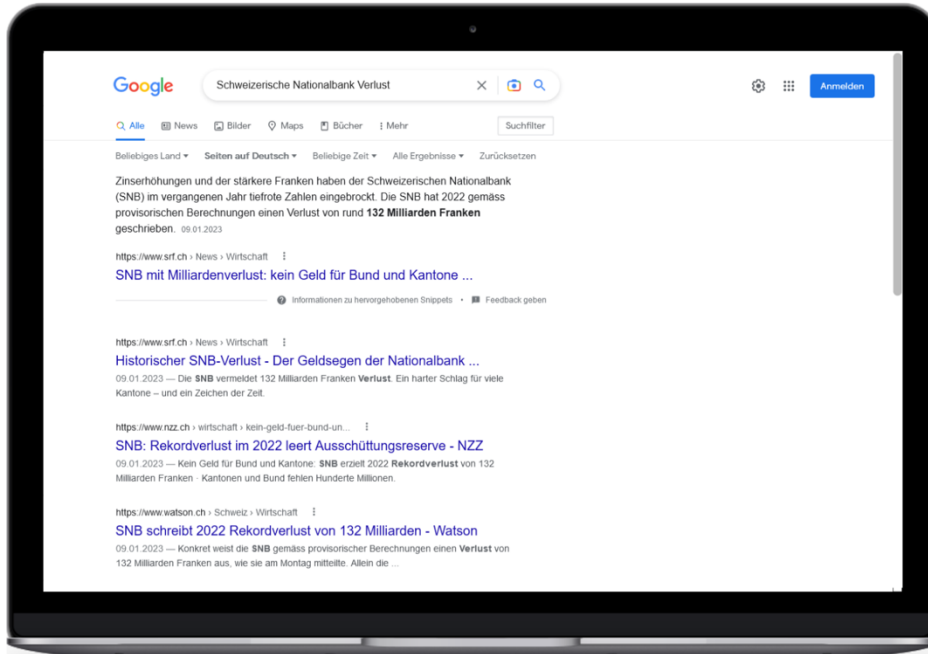 Google
Schweizerische Nationalbank Verlust
Anmelden
Alle News Bilder Maps Bücher Mehr Suchfilter
Beliebiges Land Seiten auf Deutsch Beliebige Zeit Alle Ergebnisse Zurücksetzen
Zinserhöhungen und der stärkere Franken haben der Schweizerischen Nationalbank
(SNB) im vergangenen Jahr tiefrote Zahlen eingebrockt. Die SNB hat 2022 gemäss
provisorischen Berechnungen einen Verlust von rund 132 Milliarden Franken
geschrieben. 09.01.2023
https://www.srf.ch › News › Wirtschaft
SNB mit Milliardenverlust: kein Geld für Bund und Kantone ...
Informationen zu hervorgehobenen Snippets • Feedback geben
https://www.srf.ch › News › Wirtschaft
Historischer SNB-Verlust - Der Geldsegen der Nationalbank ...
09.01.2023 — Die SNB vermeldet 132 Milliarden Franken Verlust. Ein harter Schlag für viele
Kantone – und ein Zeichen der Zeit.
https://www.nzz.ch › wirtschaft › kein-geld-fuer-bund-un...
SNB: Rekordverlust im 2022 leert Ausschüttungsreserve - NZZ
09.01.2023 — Kein Geld für Bund und Kantone: SNB erzielt 2022 Rekordverlust von 132
Milliarden Franken · Kantonen und Bund fehlen Hunderte Millionen.
https://www.watson.ch › Schweiz › Wirtschaft
SNB schreibt 2022 Rekordverlust von 132 Milliarden - Watson
09.01.2023 — Konkret weist die SNB gemäss provisorischer Berechnungen einen Verlust von
132 Milliarden Franken aus, wie sie am Montag mitteilte. Allein die ...